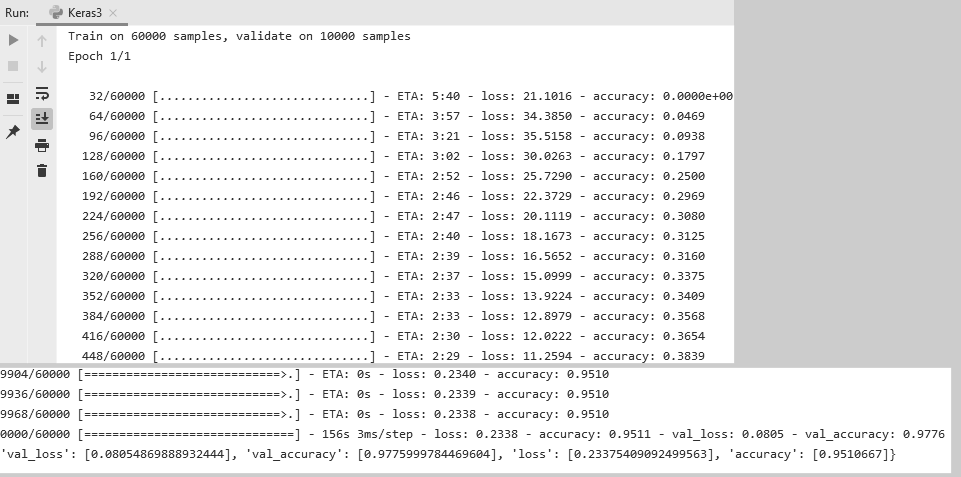 Run: Keras3
Train on 60000 samples, validate on 10000 samples
Epoch 1/1
32/60000 [..............................] - ETA: 5:40 - loss: 21.1016 - accuracy: 0.0000e+00
64/60000 [..............................] - ETA: 3:57 - loss: 34.3850 - accuracy: 0.0469
96/60000 [..............................] - ETA: 3:21 - loss: 35.5158 - accuracy: 0.0938
128/60000 [..............................] - ETA: 3:02 - loss: 30.0263 - accuracy: 0.1797
160/60000 [..............................] - ETA: 2:52 - loss: 25.7290 - accuracy: 0.2500
192/60000 [..............................] - ETA: 2:46 - loss: 22.3729 - accuracy: 0.2969
224/60000 [..............................] - ETA: 2:47 - loss: 20.1119 - accuracy: 0.3080
256/60000 [..............................] - ETA: 2:40 - loss: 18.1673 - accuracy: 0.3125
288/60000 [..............................] - ETA: 2:39 - loss: 16.5652 - accuracy: 0.3160
320/60000 [..............................] - ETA: 2:37 - loss: 15.0999 - accuracy: 0.3375
352/60000 [..............................] - ETA: 2:33 - loss: 13.9224 - accuracy: 0.3409
384/60000 [..............................] - ETA: 2:33 - loss: 12.8979 - accuracy: 0.3568
416/60000 [..............................] - ETA: 2:30 - loss: 12.0222 - accuracy: 0.3654
448/60000 [..............................] - ETA: 2:29 - loss: 11.2594 - accuracy: 0.3839
9904/60000 [=============================>.] - ETA: 0s - loss: 0.2340 - accuracy: 0.9510
9936/60000 [=============================>.] - ETA: 0s - loss: 0.2339 - accuracy: 0.9510
9968/60000 [=============================>.] - ETA: 0s - loss: 0.2338 - accuracy: 0.9510
0000/60000 [==============================] - 156s 3ms/step - loss: 0.2338 - accuracy: 0.9511 - val_loss: 0.0805 - val_accuracy: 0.9776
'val_loss': [0.08054869888932444], 'val_accuracy': [0.9775999784469604], 'loss': [0.23375409092499563], 'accuracy': [0.9510667]}